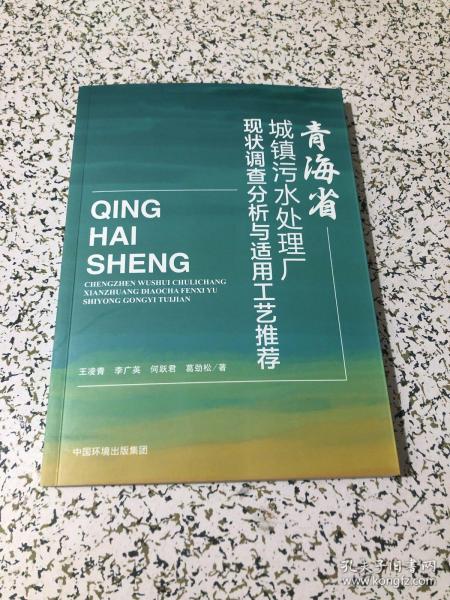 青海省
城镇污水处理厂
现状调查分析与适用工艺推荐
QING
HAI
SHENG
CHENGZHEN WUSHUI CHULICHANG
XIANZHUANG DIAOCHA FENXI YU
SHIYONG GONGYI TUIJIAN
王凌青 李广英 何跃君 葛劲松/著
中国环境出版集团
孔夫子旧书网
www.kongfz.com